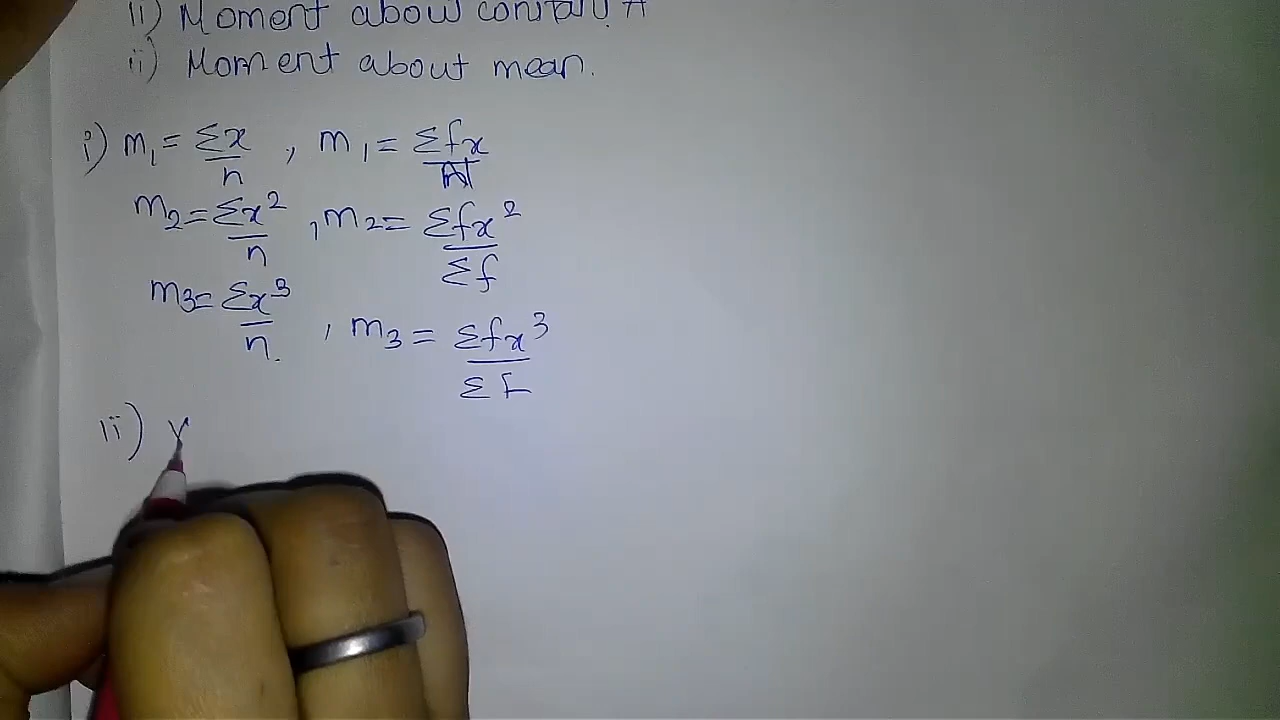 ii) Moment about constant A
ii) Moment about mean.
i) m₁ = Σx/n , m₁ = Σfx/N
m₂ = Σx²/n , m₂ = Σfx²/Σf
m₃ = Σx³/n. , m₃ = Σfx³/Σf
ii)